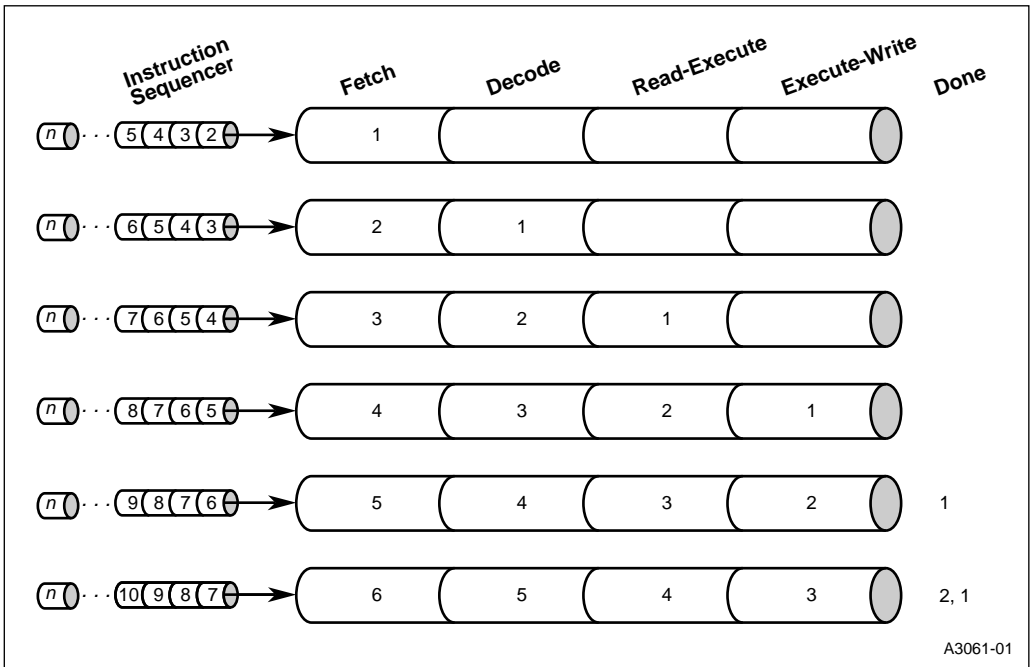 Instruction
Sequencer
Fetch
Decode
Read-Execute
Execute-Write
Done
n ... 5 4 3 2 1
n ... 6 5 4 3 2 1
n ... 7 6 5 4 3 2 1
n ... 8 7 6 5 4 3 2 1
n ... 9 8 7 6 5 4 3 2 1
n ... 10 9 8 7 6 5 4 3 2, 1
A3061-01